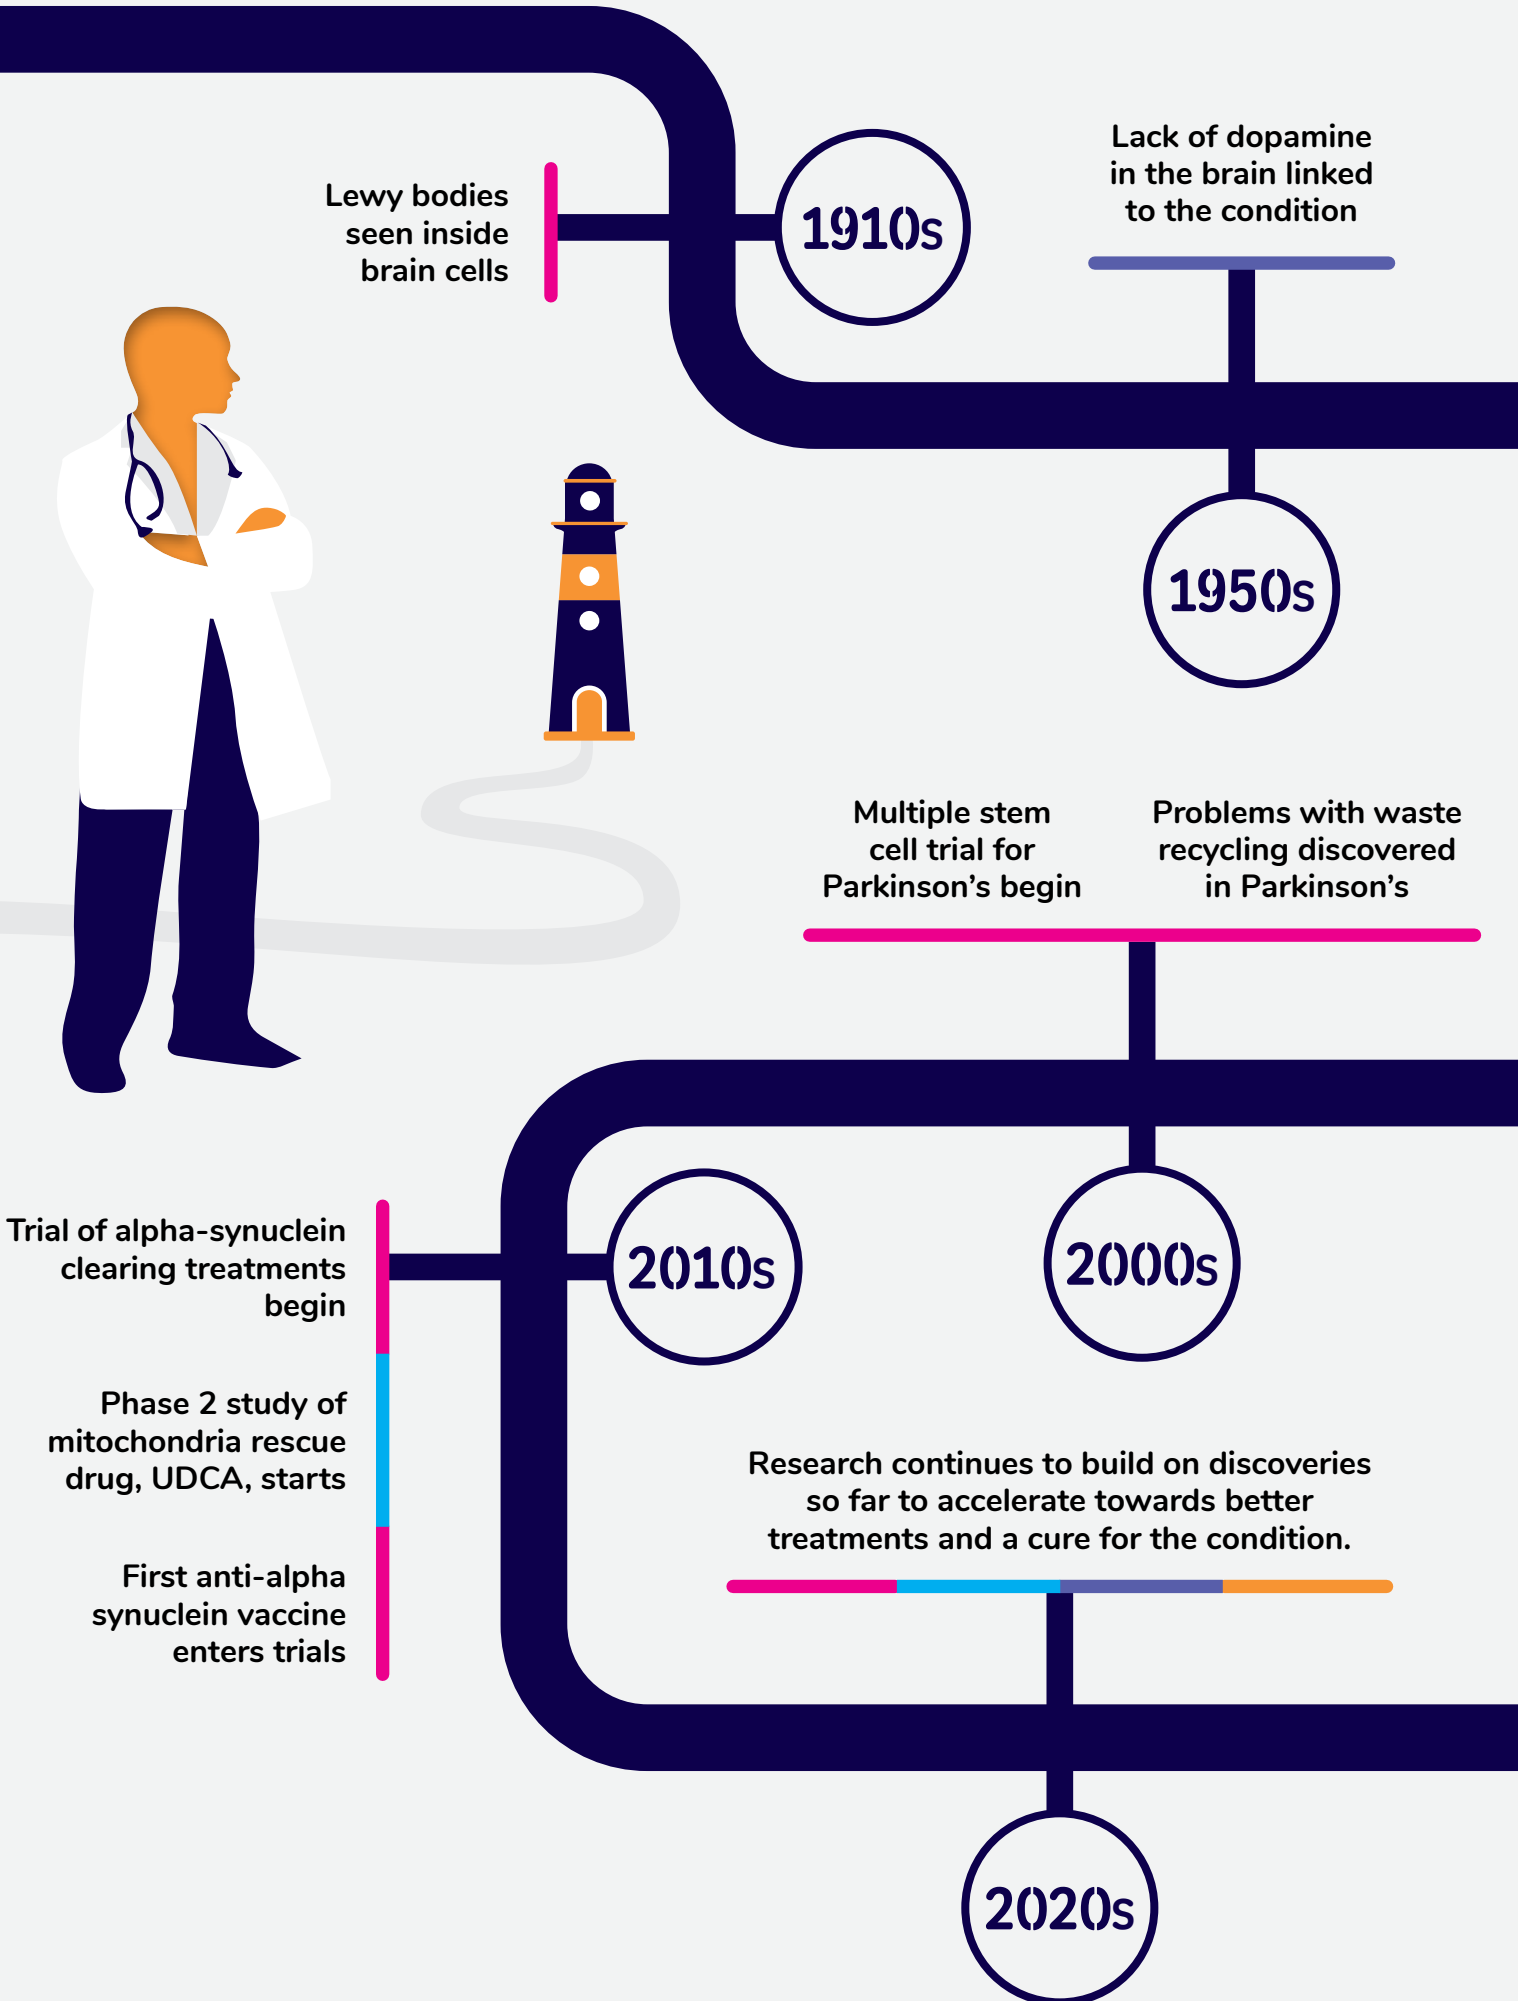 Lewy bodies
seen inside
brain cells
1910s
Lack of dopamine
in the brain linked
to the condition
1950s
Multiple stem
cell trial for
Parkinson’s begin
Problems with waste
recycling discovered
in Parkinson’s
2000s
2010s
Trial of alpha-synuclein
clearing treatments
begin
Phase 2 study of
mitochondria rescue
drug, UDCA, starts
First anti-alpha
synuclein vaccine
enters trials
Research continues to build on discoveries
so far to accelerate towards better
treatments and a cure for the condition.
2020s